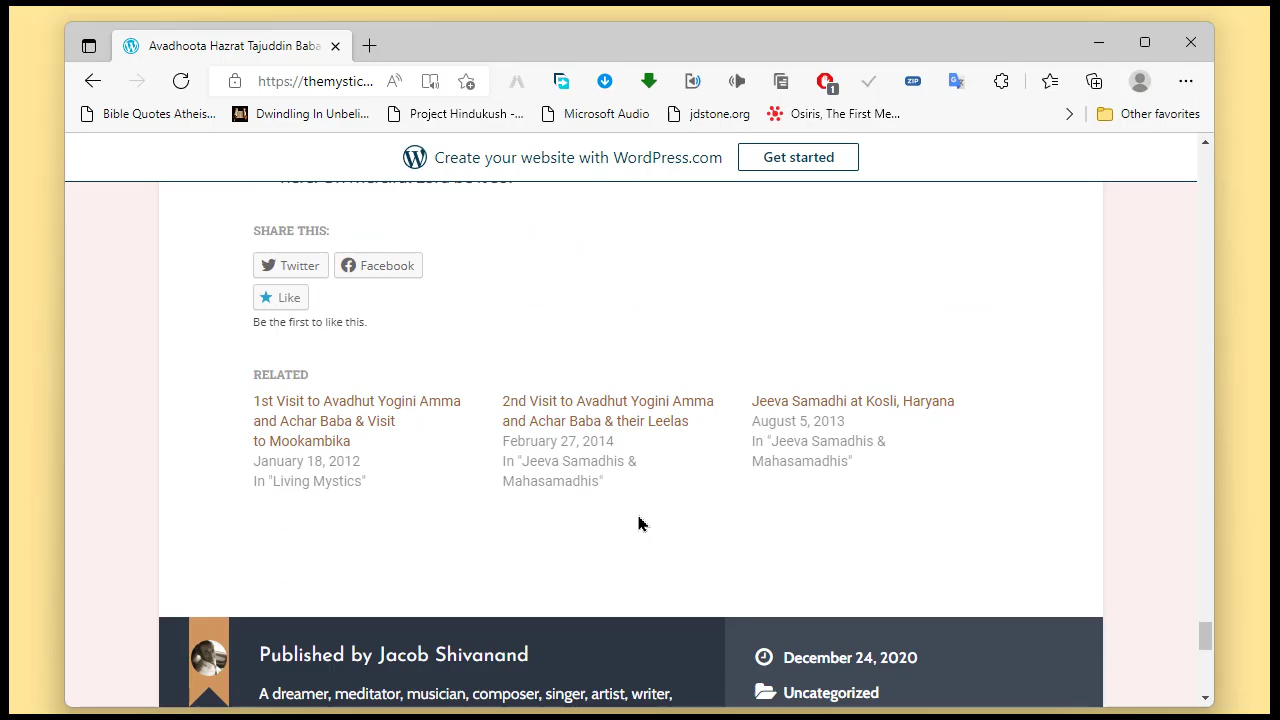 Avadhoota Hazrat Tajuddin Baba
https://themystic...
1
ZIP
Bible Quotes Atheis...
Dwindling In Unbeli...
Project Hindukush -...
Microsoft Audio
jdstone.org
Osiris, The First Me...
Other favorites
Create your website with WordPress.com
Get started
SHARE THIS:
Twitter
Facebook
Like
Be the first to like this.
RELATED
1st Visit to Avadhut Yogini Amma
and Achar Baba & Visit
to Mookambika
January 18, 2012
In "Living Mystics"
2nd Visit to Avadhut Yogini Amma
and Achar Baba & their Leelas
February 27, 2014
In "Jeeva Samadhis &
Mahasamadhis"
Jeeva Samadhi at Kosli, Haryana
August 5, 2013
In "Jeeva Samadhis &
Mahasamadhis"
Published by Jacob Shivanand
A dreamer, meditator, musician, composer, singer, artist, writer,
December 24, 2020
Uncategorized